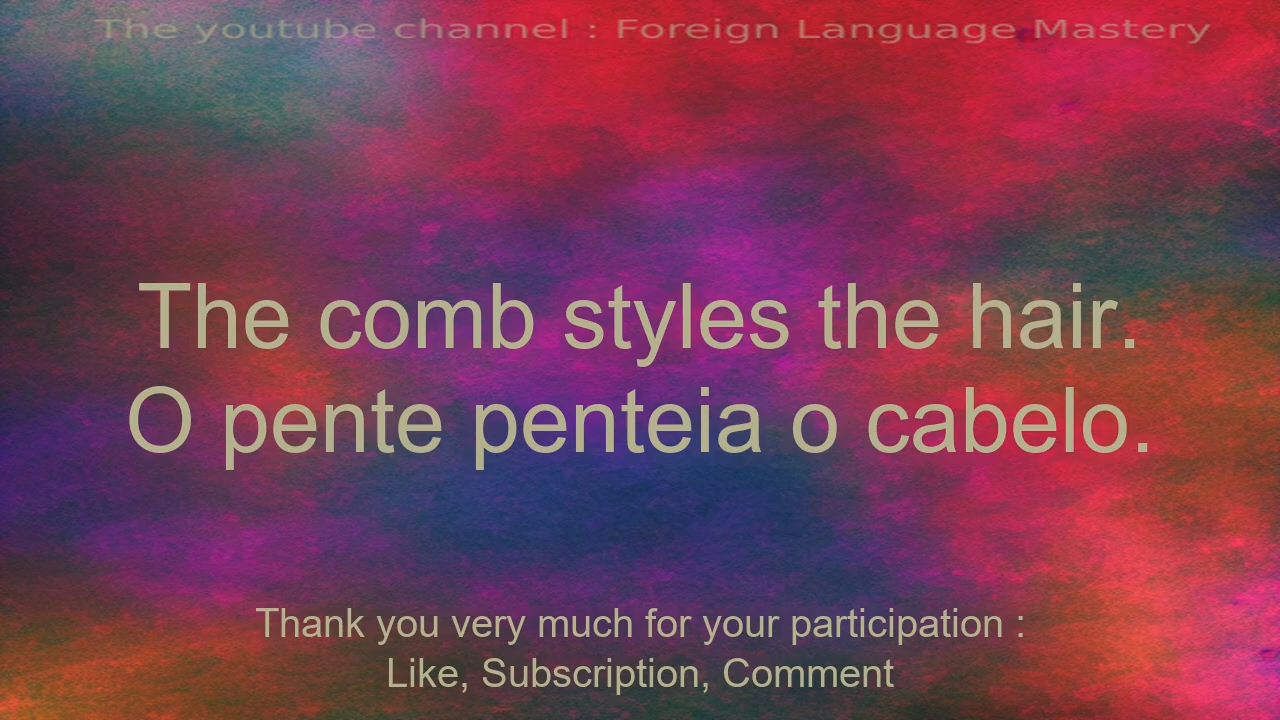 The youtube channel : Foreign Language Mastery
The comb styles the hair.
O pente penteia o cabelo.
Thank you very much for your participation :
Like, Subscription, Comment